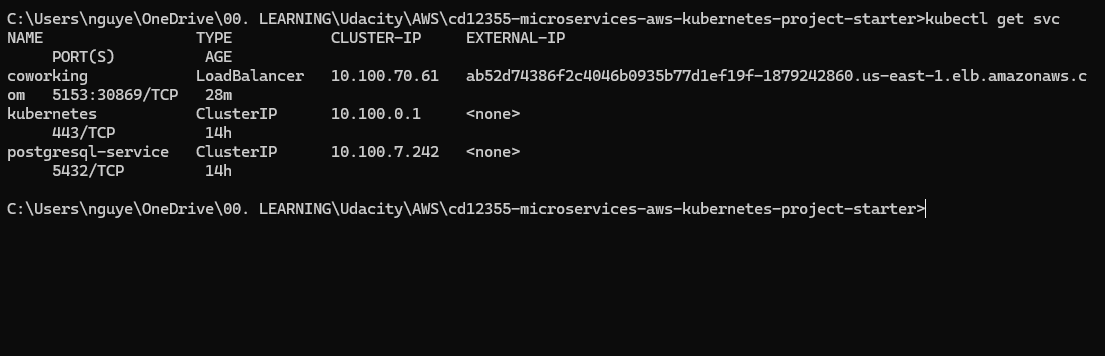 C:\Users\nguye\OneDrive\00. LEARNING\Udacity\AWS\cd12355-microservices-aws-kubernetes-project-starter>kubectl get svc
NAME                 TYPE           CLUSTER-IP     EXTERNAL-IP
     PORT(S)          AGE
coworking            LoadBalancer   10.100.70.61   ab52d74386f2c4046b0935b77d1ef19f-1879242860.us-east-1.elb.amazonaws.c
om   5153:30869/TCP   28m
kubernetes           ClusterIP      10.100.0.1     <none>
     443/TCP          14h
postgresql-service   ClusterIP      10.100.7.242   <none>
     5432/TCP         14h
C:\Users\nguye\OneDrive\00. LEARNING\Udacity\AWS\cd12355-microservices-aws-kubernetes-project-starter>